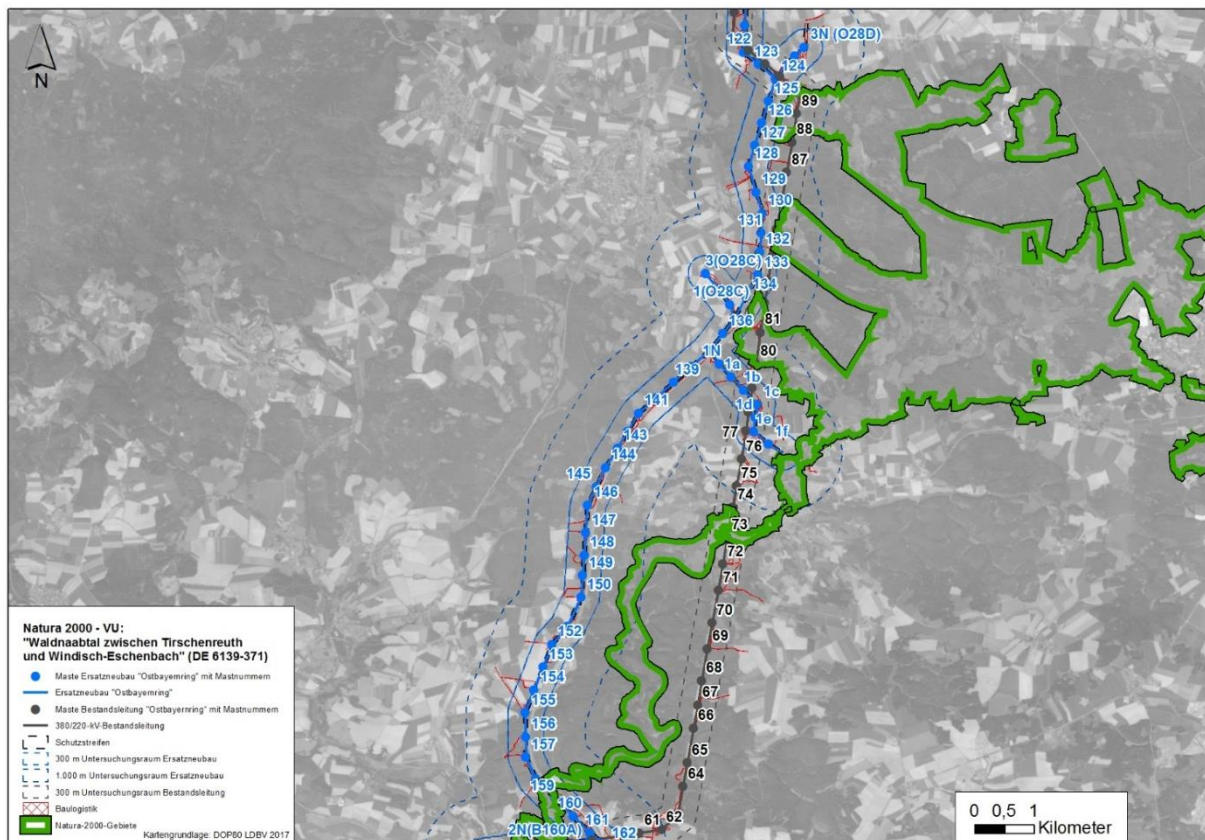 3N (O28D)
122
123
124
125
126
127
128
129
130
131
132
133
134
89
88
87
3(O28C)
1(O28C)
136
81
80
1N
1a
1b
1c
1d
1e
1f
139
141
143
144
145
146
147
148
149
150
152
153
154
155
156
157
159
160
161
162
77
76
75
74
73
72
71
70
69
68
67
66
65
64
62
61
2N(B160A)
N
Natura 2000 - VU:
"Waldnaabtal zwischen Tirschenreuth
und Windisch-Eschenbach" (DE 6139-371)
Maste Ersatzneubau "Ostbayernring" mit Mastnummern
Ersatzneubau "Ostbayernring"
Maste Bestandsleitung "Ostbayernring" mit Mastnummern
380/220-kV-Bestandsleitung
Schutzstreifen
300 m Untersuchungsraum Ersatzneubau
1.000 m Untersuchungsraum Ersatzneubau
300 m Untersuchungsraum Bestandsleitung
Baulogistik
Natura-2000-Gebiete
Kartengrundlage: DOP80 LDBV 2017
0 0,5 1
Kilometer